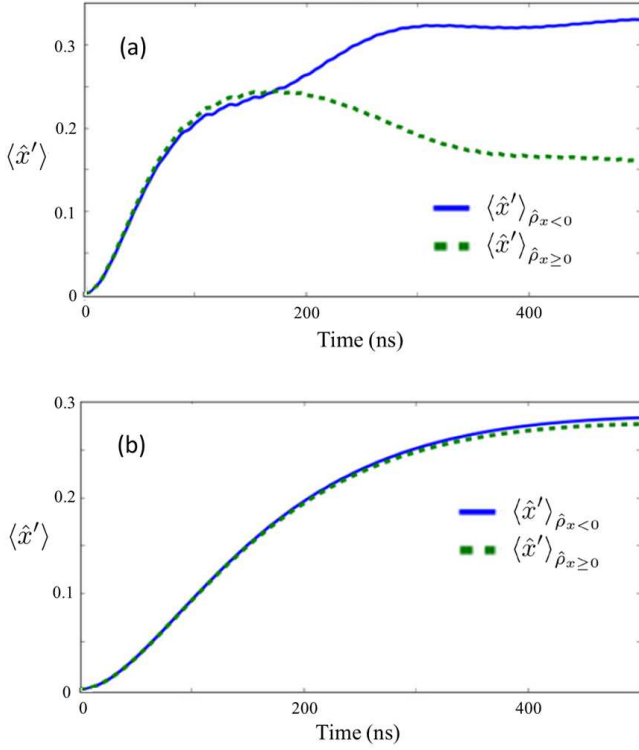 (a)
0.3
0.2
⟨x̂′⟩
0.1
⟨x̂′⟩ρ̂x<0
⟨x̂′⟩ρ̂x≥0
0
0 200 400
Time (ns)
0.3
(b)
0.2
⟨x̂′⟩
⟨x̂′⟩ρ̂x<0
⟨x̂′⟩ρ̂x≥0
0.1
0
0 200 400
Time (ns)